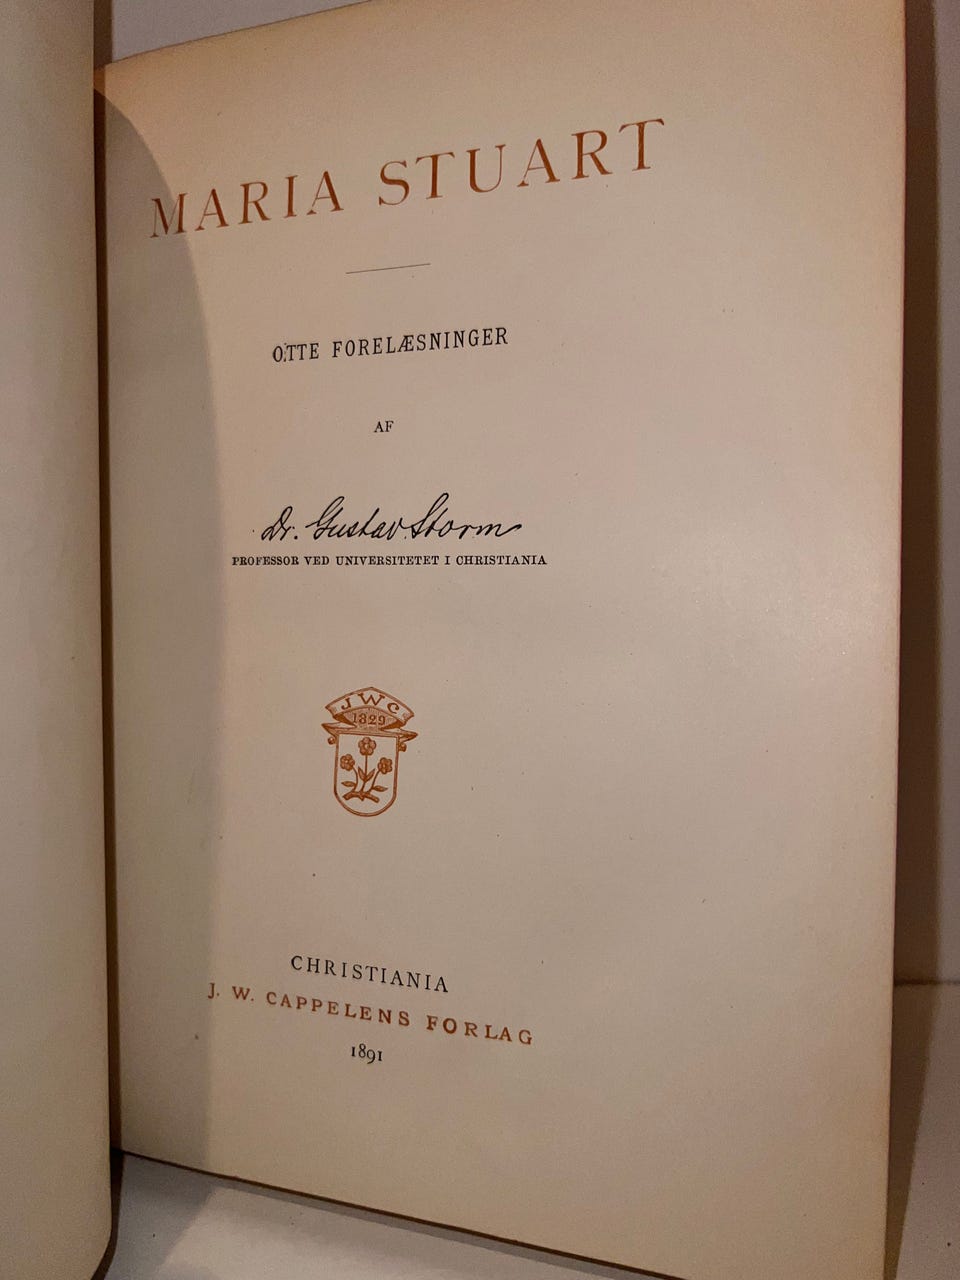 MARIA STUART
OTTE FORELÆSNINGER
AF
Dr. Gustav Storm
PROFESSOR VED UNIVERSITETET I CHRISTIANIA
JWC
1829
CHRISTIANIA
J. W. CAPPELENS FORLAG
1891